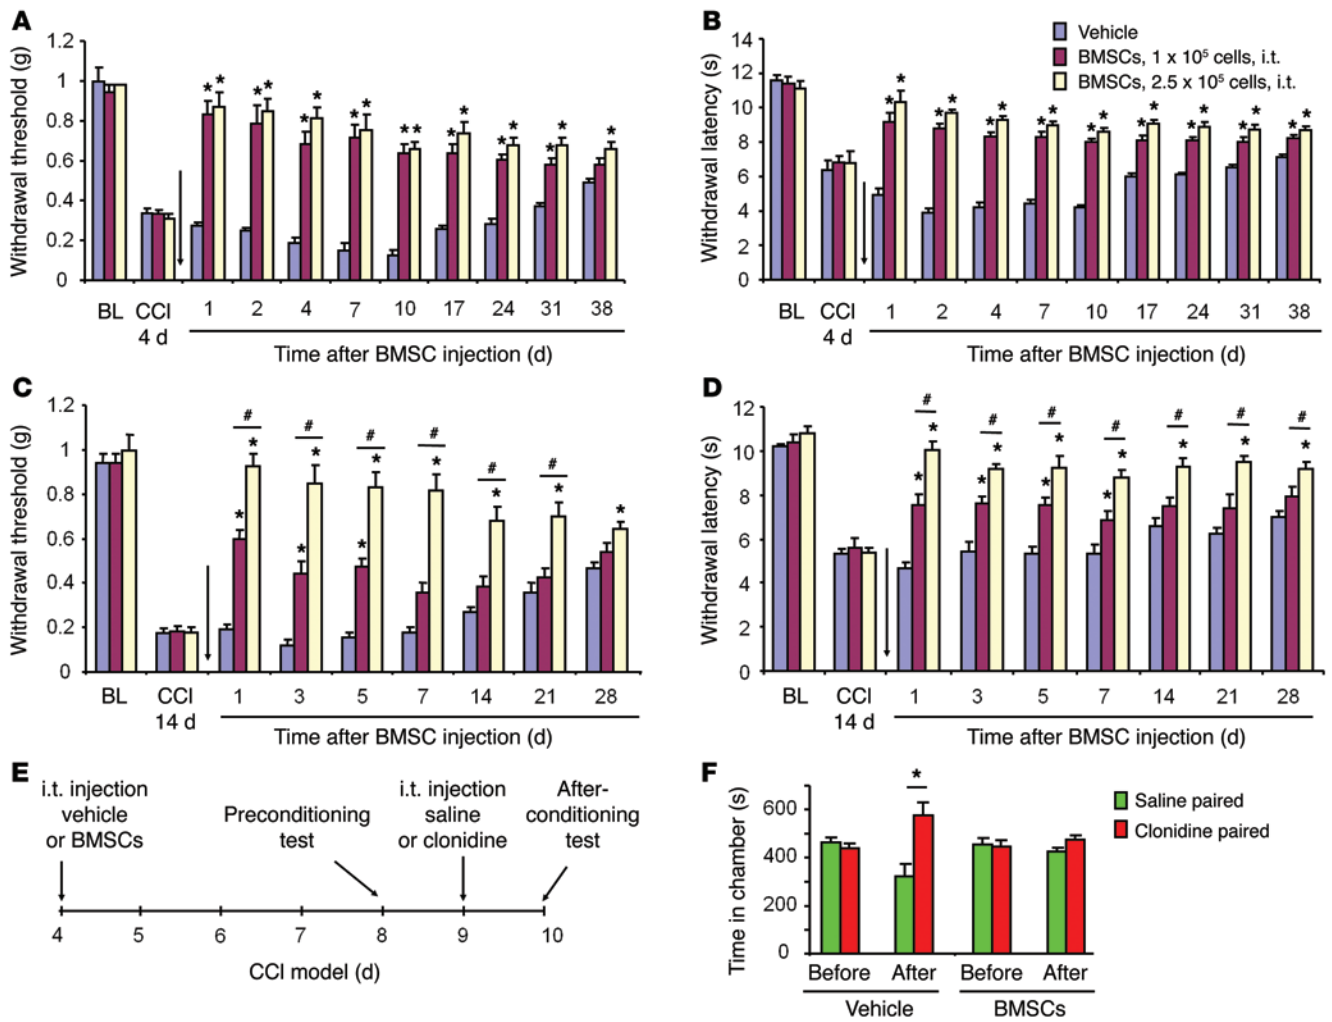 A
Withdrawal threshold (g)
1.2
1
0.8
0.6
0.4
0.2
0
* * * * * * * * * * * * * * * * *
BL CCI 1 2 4 7 10 17 24 31 38
4 d
Time after BMSC injection (d)
B
Vehicle
BMSCs, 1 x 10⁵ cells, i.t.
BMSCs, 2.5 x 10⁵ cells, i.t.
Withdrawal latency (s)
14
12
10
8
6
4
2
0
* * * * * * * * * * * * * * * * * *
BL CCI 1 2 4 7 10 17 24 31 38
4 d
Time after BMSC injection (d)
C
Withdrawal threshold (g)
1.2
1
0.8
0.6
0.4
0.2
0
# # # # # #
* * * * * * * * * *
BL CCI 1 3 5 7 14 21 28
14 d
Time after BMSC injection (d)
D
Withdrawal latency (s)
12
10
8
6
4
2
0
# # # # # # #
* * * * * * * * * * *
BL CCI 1 3 5 7 14 21 28
14 d
Time after BMSC injection (d)
E
i.t. injection
vehicle
or BMSCs
Preconditioning
test
i.t. injection
saline
or clonidine
After-
conditioning
test
4 5 6 7 8 9 10
CCI model (d)
F
Time in chamber (s)
600
400
200
0
*
Saline paired
Clonidine paired
Before After Before After
Vehicle BMSCs